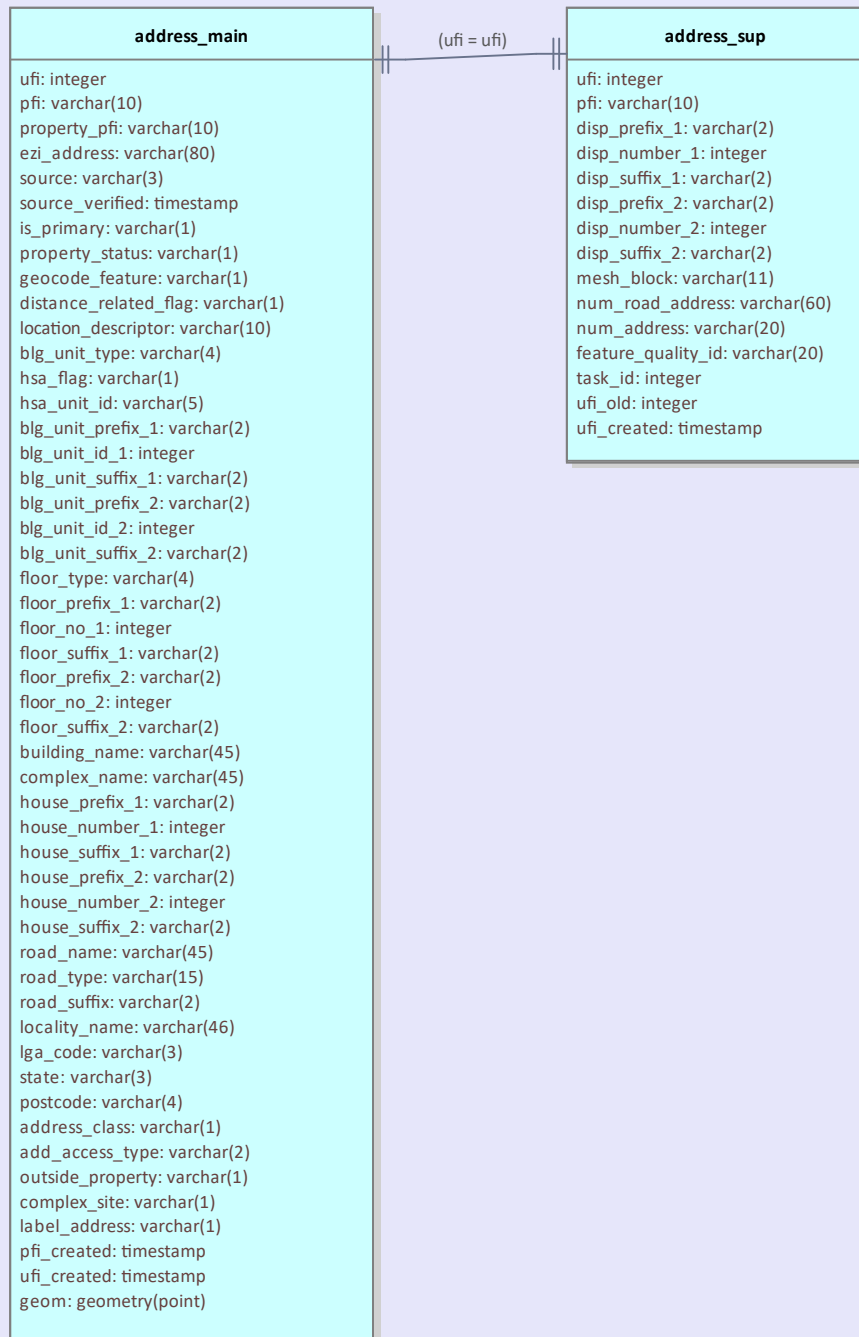 address_main
ufi: integer
pfi: varchar(10)
property_pfi: varchar(10)
ezi_address: varchar(80)
source: varchar(3)
source_verified: timestamp
is_primary: varchar(1)
property_status: varchar(1)
geocode_feature: varchar(1)
distance_related_flag: varchar(1)
location_descriptor: varchar(10)
blg_unit_type: varchar(4)
hsa_flag: varchar(1)
hsa_unit_id: varchar(5)
blg_unit_prefix_1: varchar(2)
blg_unit_id_1: integer
blg_unit_suffix_1: varchar(2)
blg_unit_prefix_2: varchar(2)
blg_unit_id_2: integer
blg_unit_suffix_2: varchar(2)
floor_type: varchar(4)
floor_prefix_1: varchar(2)
floor_no_1: integer
floor_suffix_1: varchar(2)
floor_prefix_2: varchar(2)
floor_no_2: integer
floor_suffix_2: varchar(2)
building_name: varchar(45)
complex_name: varchar(45)
house_prefix_1: varchar(2)
house_number_1: integer
house_suffix_1: varchar(2)
house_prefix_2: varchar(2)
house_number_2: integer
house_suffix_2: varchar(2)
road_name: varchar(45)
road_type: varchar(15)
road_suffix: varchar(2)
locality_name: varchar(46)
lga_code: varchar(3)
state: varchar(3)
postcode: varchar(4)
address_class: varchar(1)
add_access_type: varchar(2)
outside_property: varchar(1)
complex_site: varchar(1)
label_address: varchar(1)
pfi_created: timestamp
ufi_created: timestamp
geom: geometry(point)
(ufi = ufi)
address_sup
ufi: integer
pfi: varchar(10)
disp_prefix_1: varchar(2)
disp_number_1: integer
disp_suffix_1: varchar(2)
disp_prefix_2: varchar(2)
disp_number_2: integer
disp_suffix_2: varchar(2)
mesh_block: varchar(11)
num_road_address: varchar(60)
num_address: varchar(20)
feature_quality_id: varchar(20)
task_id: integer
ufi_old: integer
ufi_created: timestamp